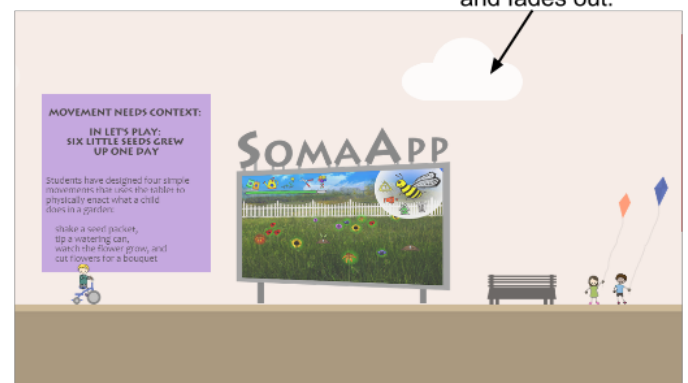 and fades out.
MOVEMENT NEEDS CONTEXT:
IN LET'S PLAY:
SIX LITTLE SEEDS GREW
UP ONE DAY
Students have designed four simple
movements that uses the tablet to
physically enact what a child
does in a garden:
shake a seed packet,
tip a watering can,
watch the flower grow, and
cut flowers for a bouquet
SOMAAPP